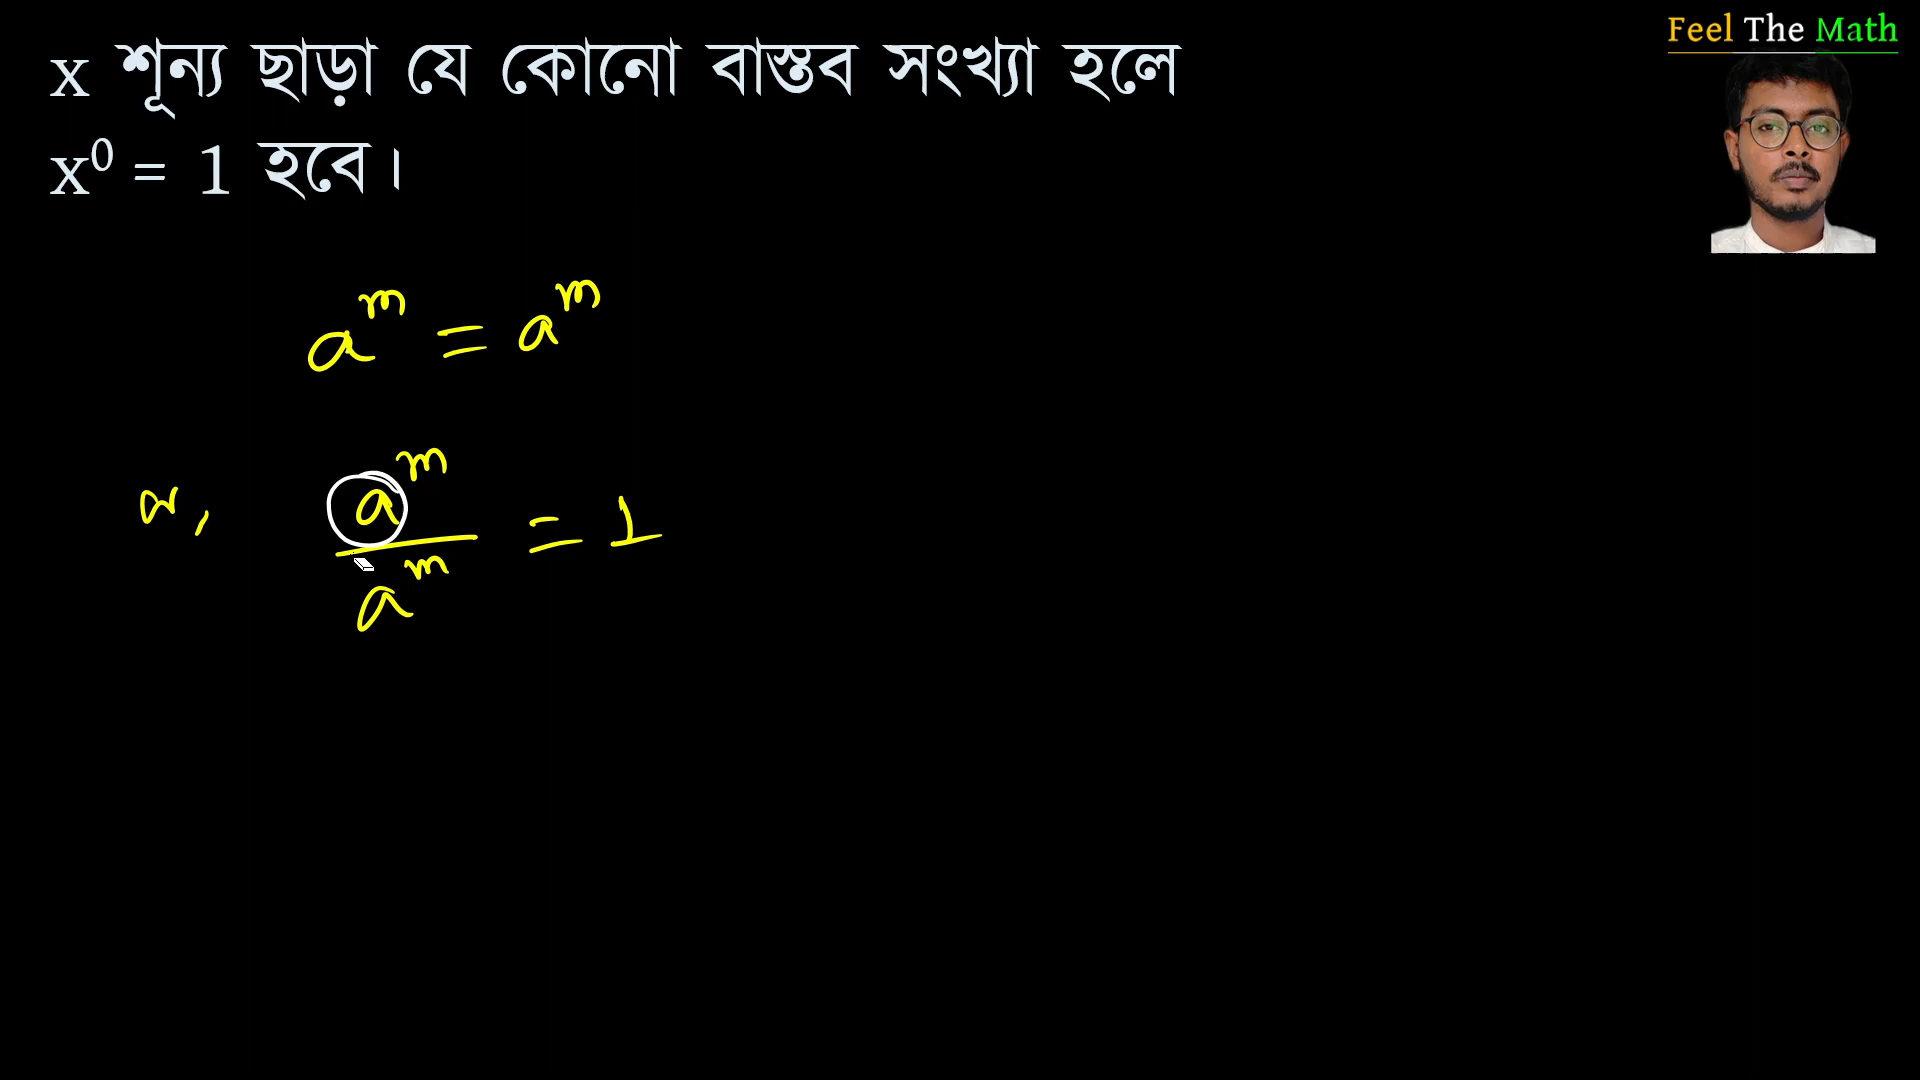 Feel The Math
x শূন্য ছাড়া যে কোনো বাস্তব সংখ্যা হলে
x⁰ = 1 হবে।
aᵐ = aᵐ
বা, aᵐ/aᵐ = 1